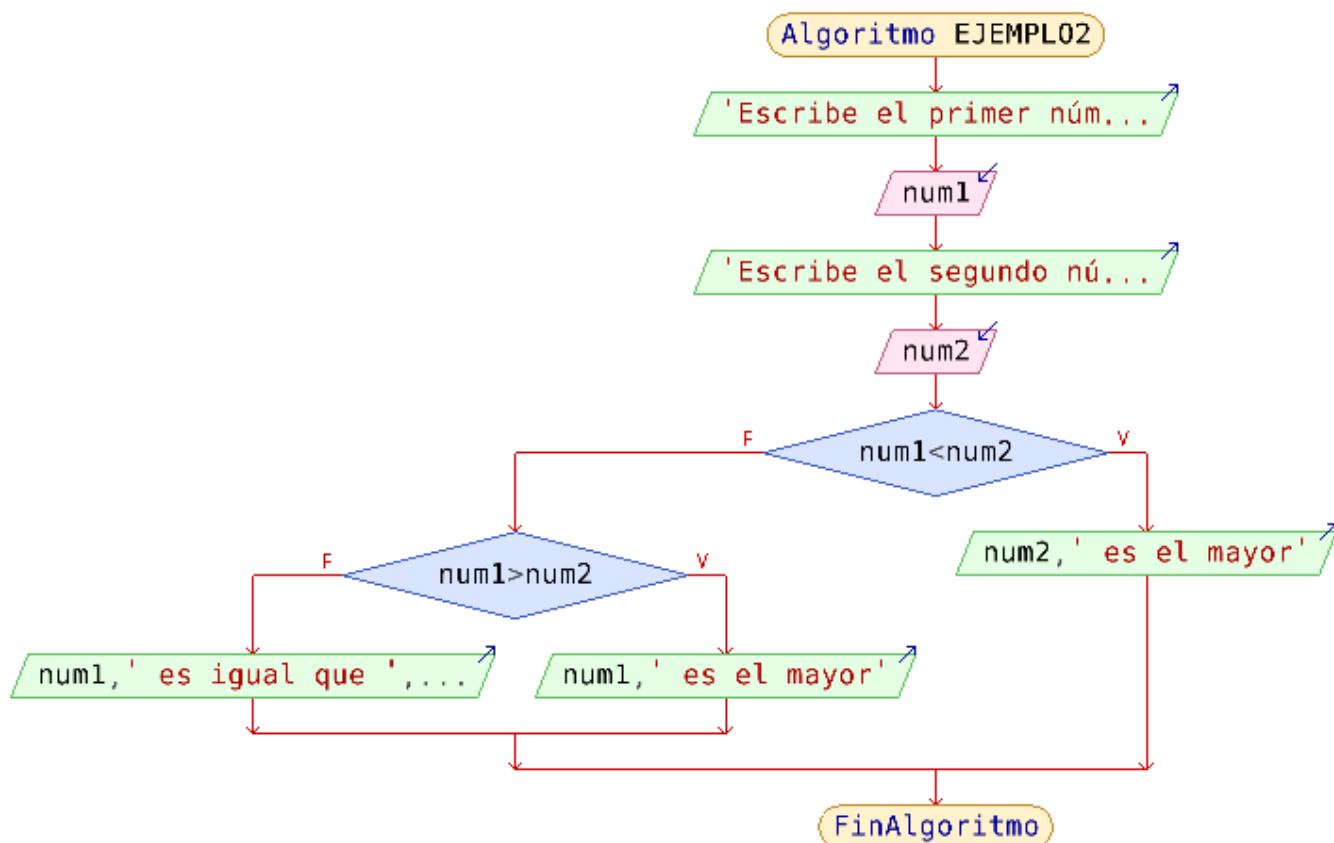 Algoritmo EJEMPLO2
'Escribe el primer núm...
num1
'Escribe el segundo nú...
num2
F
num1<num2
V
num2,' es el mayor'
F
num1>num2
V
num1,' es igual que ',...
num1,' es el mayor'
FinAlgoritmo